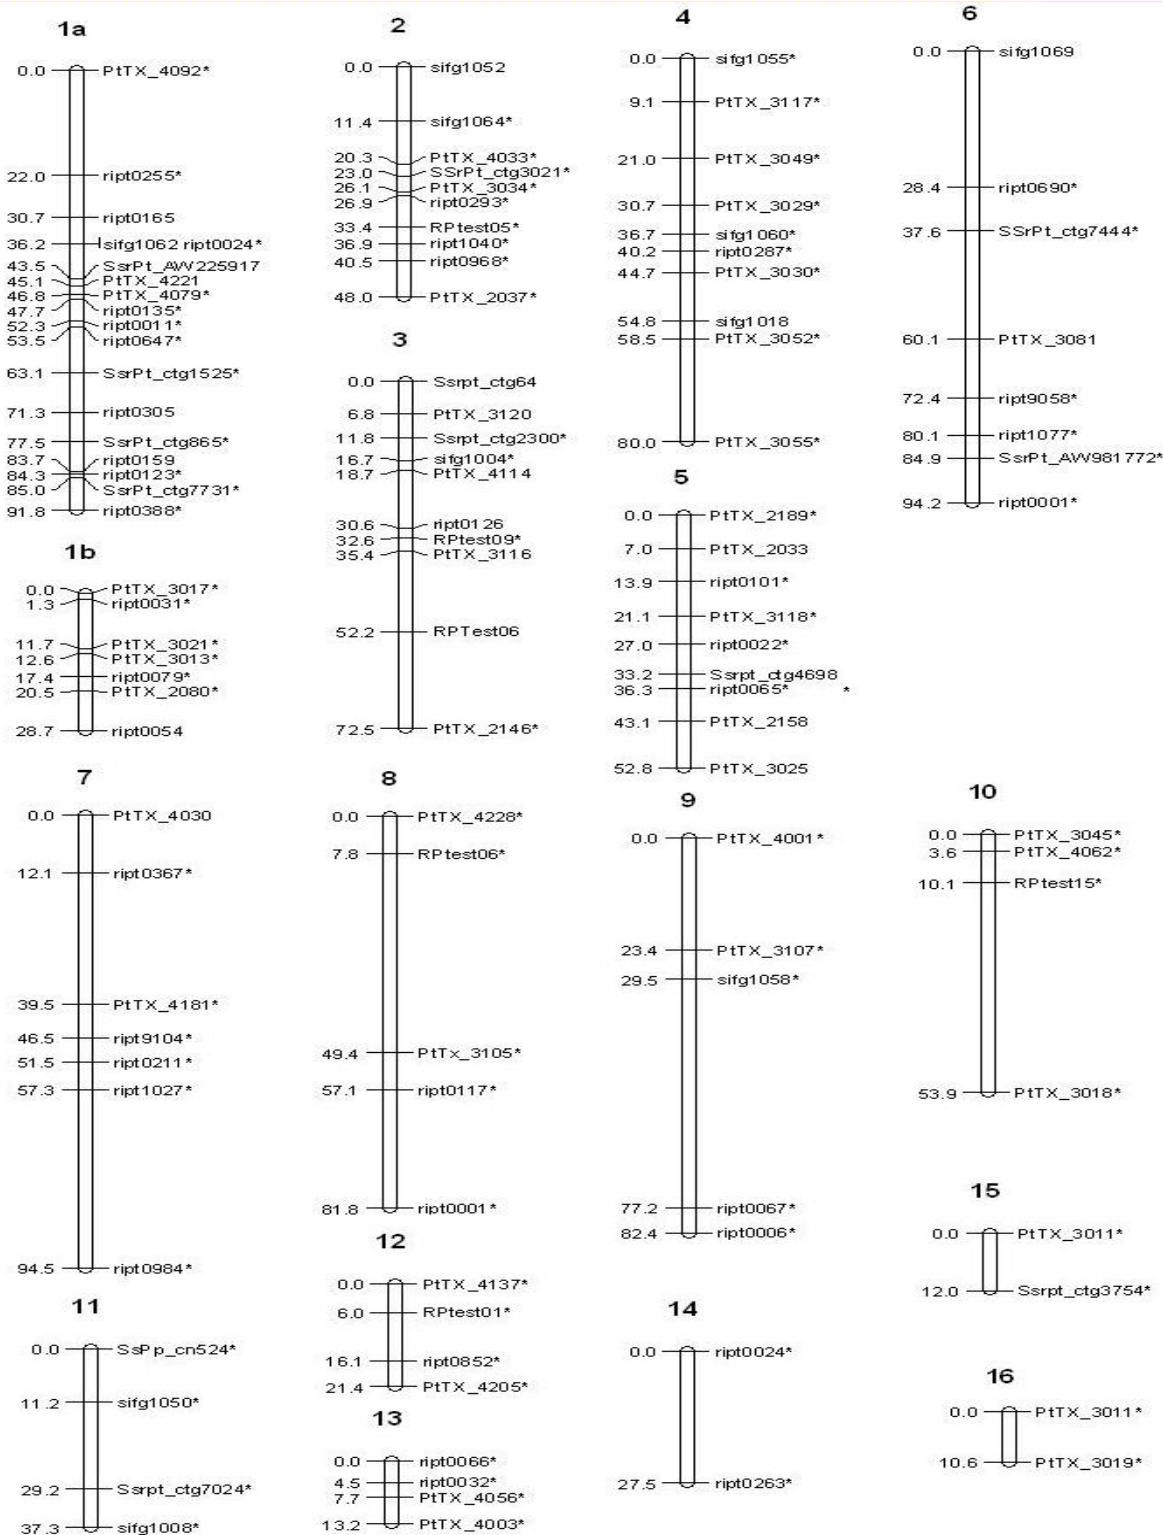 1a
0.0 PtTX_4092*
22.0 ript0255*
30.7 ript0165
36.2 sifg1062 ript0024*
43.5 SsrPt_AW225917
45.1 PtTX_4221
46.8 PtTX_4079*
47.7 ript0135*
52.3 ript0011*
53.5 ript0647*
63.1 SsrPt_ctg1525*
71.3 ript0305
77.5 SsrPt_ctg865*
83.7 ript0159
84.3 ript0123*
85.0 SsrPt_ctg7731*
91.8 ript0388*
1b
0.0 PtTX_3017*
1.3 ript0031*
11.7 PtTX_3021*
12.6 PtTX_3013*
17.4 ript0079*
20.5 PtTX_2080*
28.7 ript0054
2
0.0 sifg1052
11.4 sifg1064*
20.3 PtTX_4033*
23.0 SSrPt_ctg3021*
26.1 PtTX_3034*
26.9 ript0293*
33.4 RPtest05*
36.9 ript1040*
40.5 ript0968*
48.0 PtTX_2037*
3
0.0 Ssrpt_ctg64
6.8 PtTX_3120
11.8 Ssrpt_ctg2300*
16.7 sifg1004*
18.7 PtTX_4114
30.6 ript0126
32.6 RPtest09*
35.4 PtTX_3116
52.2 RPTest06
72.5 PtTX_2146*
4
0.0 sifg1055*
9.1 PtTX_3117*
21.0 PtTX_3049*
30.7 PtTX_3029*
36.7 sifg1060*
40.2 ript0287*
44.7 PtTX_3030*
54.8 sifg1018
58.5 PtTX_3052*
80.0 PtTX_3055*
5
0.0 PtTX_2189*
7.0 PtTX_2033
13.9 ript0101*
21.1 PtTX_3118*
27.0 ript0022*
33.2 Ssrpt_ctg4698
36.3 ript0065* *
43.1 PtTX_2158
52.8 PtTX_3025
6
0.0 sifg1069
28.4 ript0690*
37.6 SSrPt_ctg7444*
60.1 PtTX_3081
72.4 ript9058*
80.1 ript1077*
84.9 SsrPt_AW981772*
94.2 ript0001*
7
0.0 PtTX_4030
12.1 ript0367*
39.5 PtTX_4181*
46.5 ript9104*
51.5 ript0211*
57.3 ript1027*
94.5 ript0984*
8
0.0 PtTX_4228*
7.8 RPtest06*
49.4 PtTx_3105*
57.1 ript0117*
81.8 ript0001*
9
0.0 PtTX_4001*
23.4 PtTX_3107*
29.5 sifg1058*
77.2 ript0067*
82.4 ript0006*
10
0.0 PtTX_3045*
3.6 PtTX_4062*
10.1 RPtest15*
53.9 PtTX_3018*
11
0.0 SsPp_cn524*
11.2 sifg1050*
29.2 Ssrpt_ctg7024*
37.3 sifg1008*
12
0.0 PtTX_4137*
6.0 RPtest01*
16.1 ript0852*
21.4 PtTX_4205*
13
0.0 ript0066*
4.5 ript0032*
7.7 PtTX_4056*
13.2 PtTX_4003*
14
0.0 ript0024*
27.5 ript0263*
15
0.0 PtTX_3011*
12.0 Ssrpt_ctg3754*
16
0.0 PtTX_3011*
10.6 PtTX_3019*